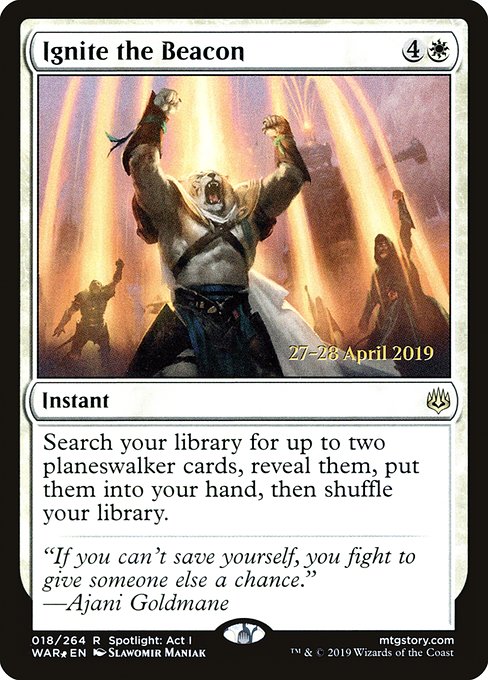 Ignite the Beacon 4
27–28 April 2019
Instant
Search your library for up to two
planeswalker cards, reveal them, put
them into your hand, then shuffle
your library.
“If you can’t save yourself, you fight to
give someone else a chance.”
—Ajani Goldmane
018/264 R Spotlight: Act I mtgstory.com
WAR★EN Slawomir Maniak ™ & © 2019 Wizards of the Coast